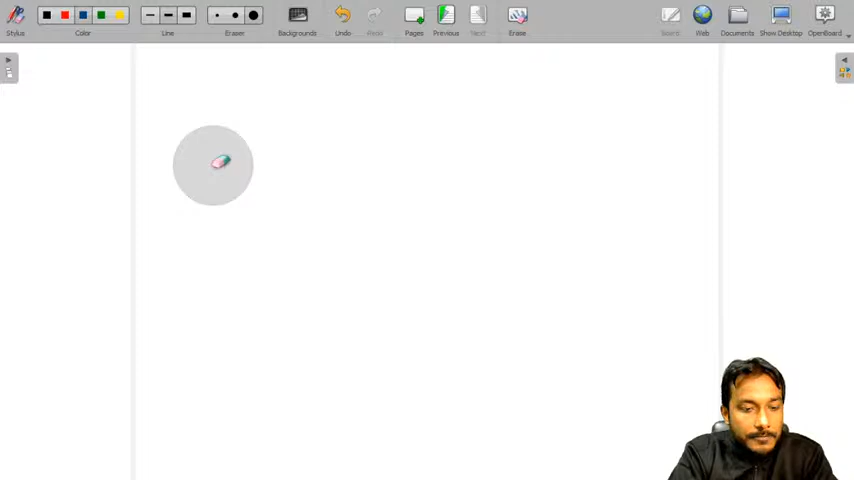 Stylus Color Line Eraser Backgrounds Undo Redo Pages Previous Next Erase Board Web Documents Show Desktop OpenBoard